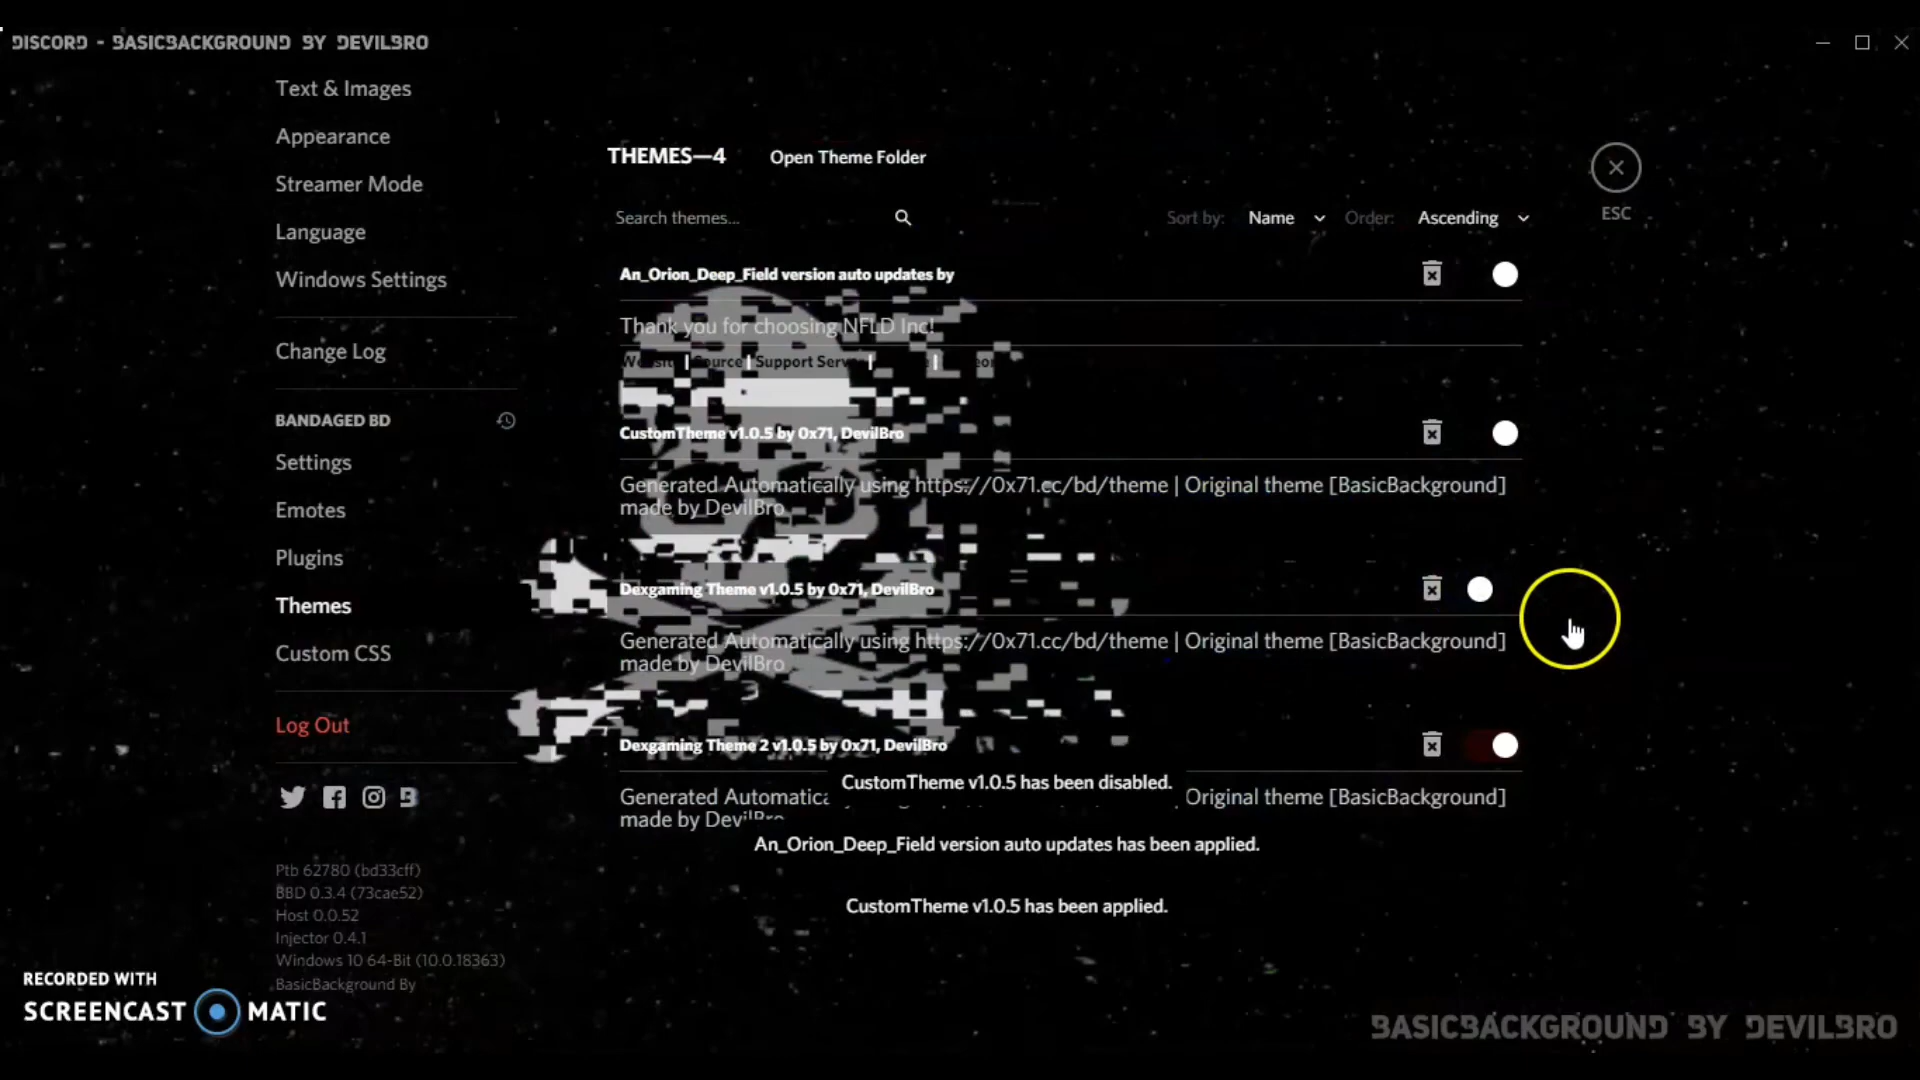 DISCORD - BASICBACKGROUND BY DEVILBRO
Text & Images
Appearance
Streamer Mode
Language
Windows Settings
Change Log
BANDAGED BD
Settings
Emotes
Plugins
Themes
Custom CSS
Log Out
Ptb 62780 (bd33cff)
BBD 0.3.4 (73cae52)
Host 0.0.52
Injector 0.4.1
Windows 10 64-Bit (10.0.18363)
BasicBackground By
THEMES—4 Open Theme Folder
Search themes... Sort by: Name Order: Ascending
ESC
An_Orion_Deep_Field version auto updates by
Thank you for choosing NFLD Inc!
| Source | Support | |
CustomTheme v1.0.5 by 0x71, DevilBro
Generated Automatically using https://0x71.cc/bd/theme | Original theme [BasicBackground]
made by DevilBro
Dexgaming Theme v1.0.5 by 0x71, DevilBro
Generated Automatically using https://0x71.cc/bd/theme | Original theme [BasicBackground]
made by DevilBro
Dexgaming Theme 2 v1.0.5 by 0x71, DevilBro
Generated Original theme [BasicBackground]
made by
CustomTheme v1.0.5 has been disabled.
An_Orion_Deep_Field version auto updates has been applied.
CustomTheme v1.0.5 has been applied.
RECORDED WITH
SCREENCAST MATIC
BASICBACKGROUND BY DEVILBRO